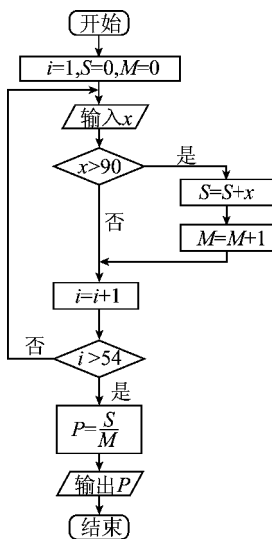 开始
i=1,S=0,M=0
输入x
x>90
是
S=S+x
否
M=M+1
i=i+1
否
i>54
是
P=S/M
输出P
结束